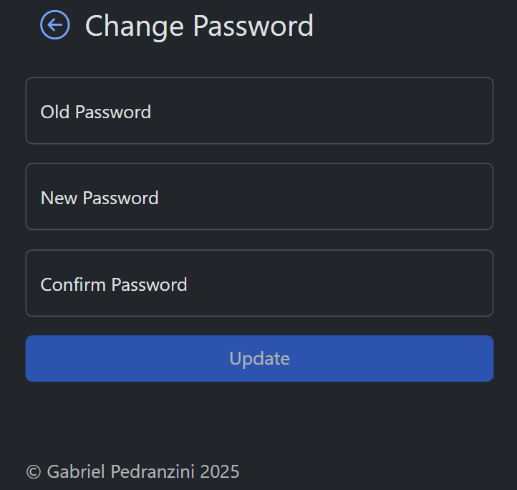 Change Password
Old Password
New Password
Confirm Password
Update
© Gabriel Pedranzini 2025